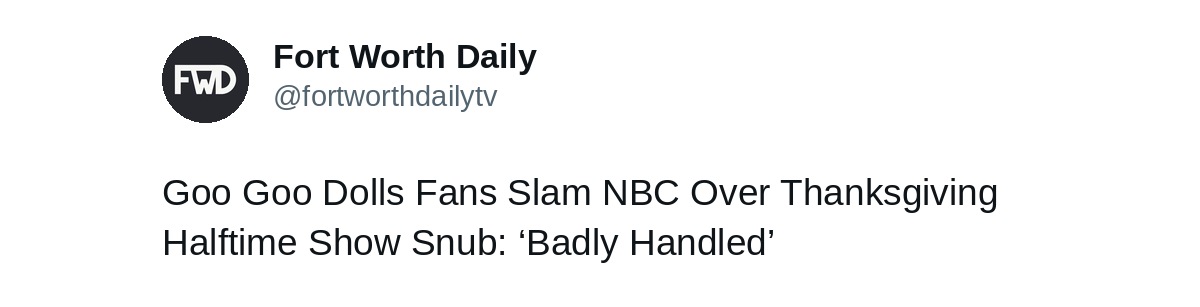 FWD
Fort Worth Daily
@fortworthdailytv
Goo Goo Dolls Fans Slam NBC Over Thanksgiving
Halftime Show Snub: ‘Badly Handled’